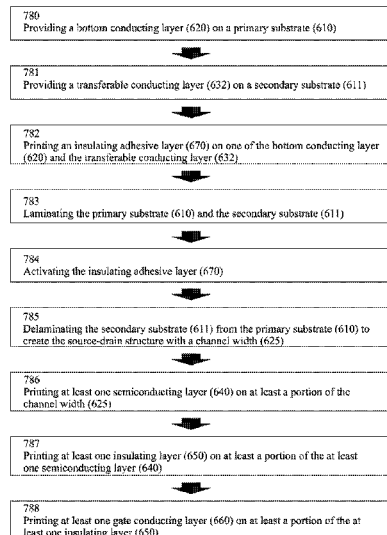 780
Providing a bottom conducting layer (620) on a primary substrate (610)
781
Providing a transferable conducting layer (632) on a secondary substrate (611)
782
Printing an insulating adhesive layer (670) on one of the bottom conducting layer
(620) and the transferable conducting layer (632)
783
Laminating the primary substrate (610) and the secondary substrate (611)
784
Activating the insulating adhesive layer (670)
785
Delaminating the secondary substrate (611) from the primary substrate (610) to
create the source-drain structure with a channel width (625)
786
Printing at least one semiconducting layer (640) on at least a portion of the
channel width (625)
787
Printing at least one insulating layer (650) on at least a portion of the at least
one semiconducting layer (640)
788
Printing at least one gate conducting layer (660) on at least a portion of the at
least one insulating layer (650)